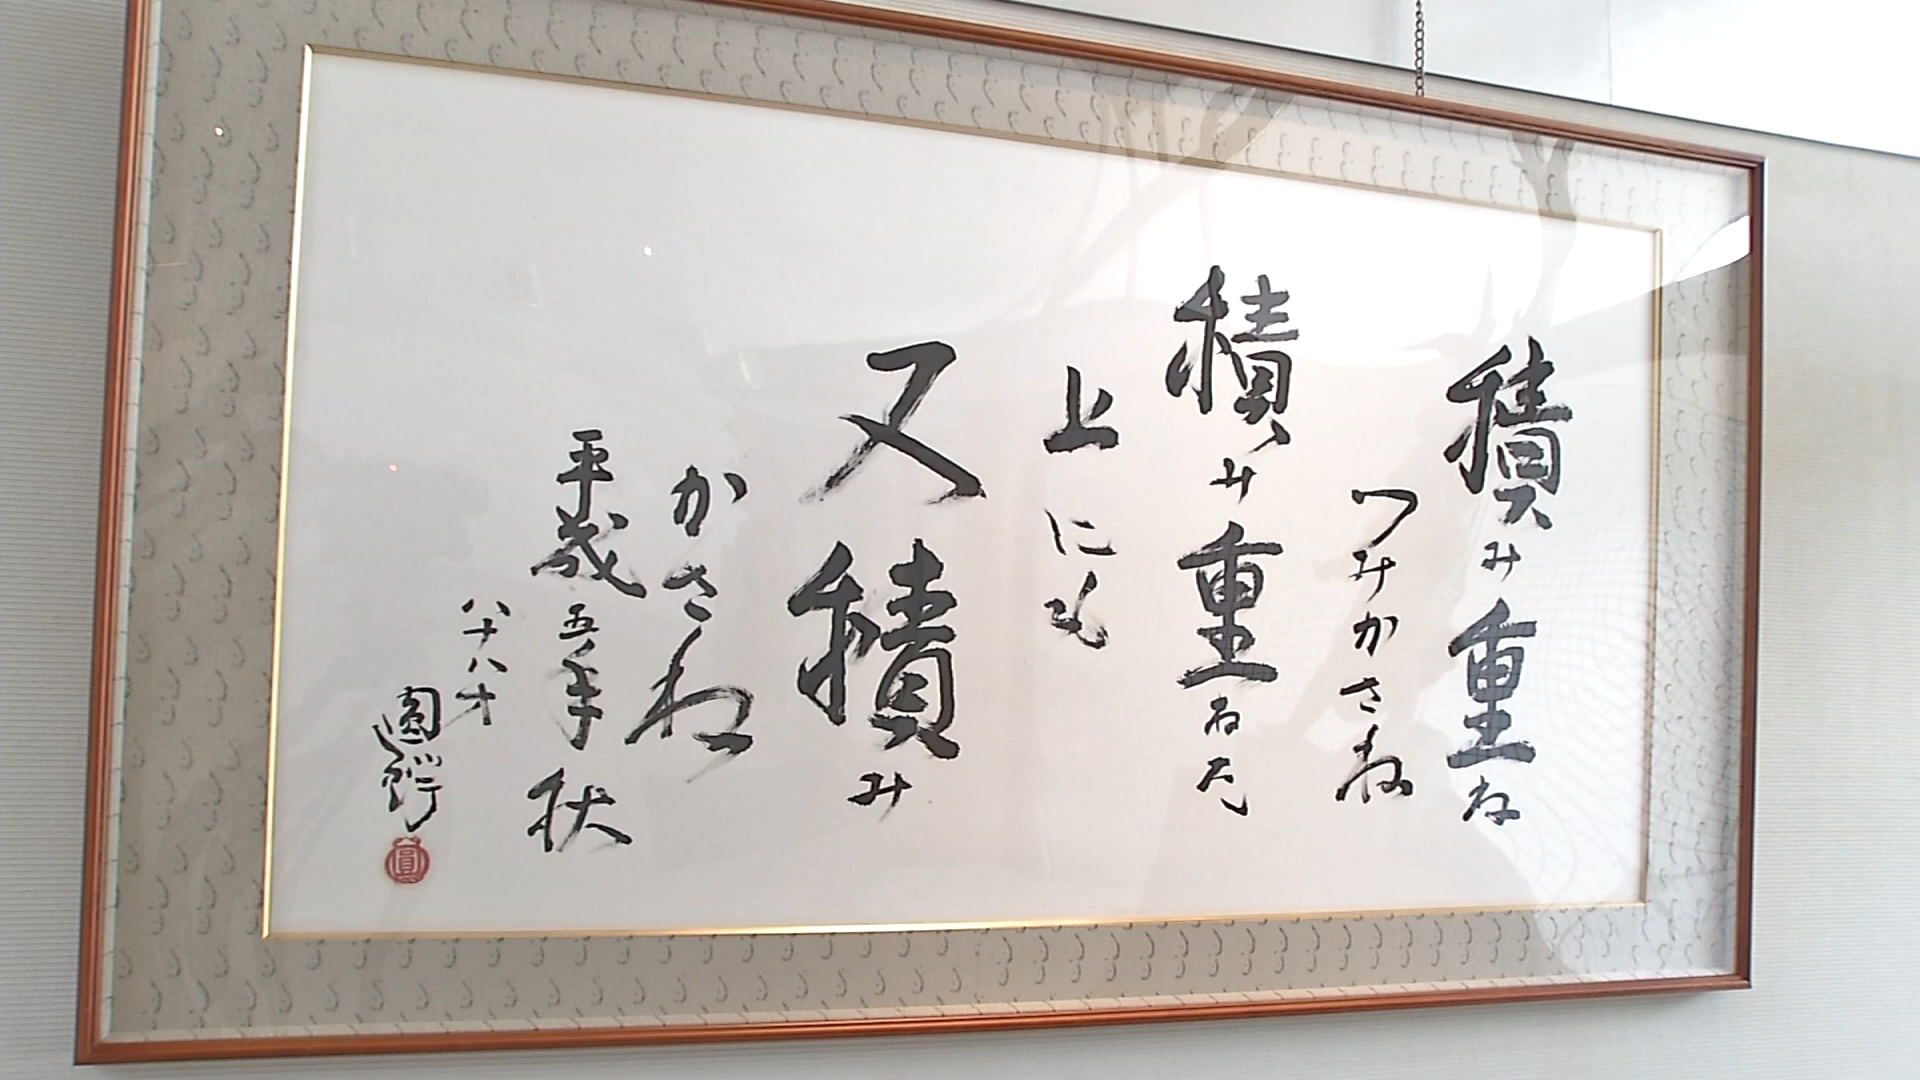 積み重ね
つみかさね
積み重ねた
上にも
又積み
かさね
平成五年秋
八十八才
圓